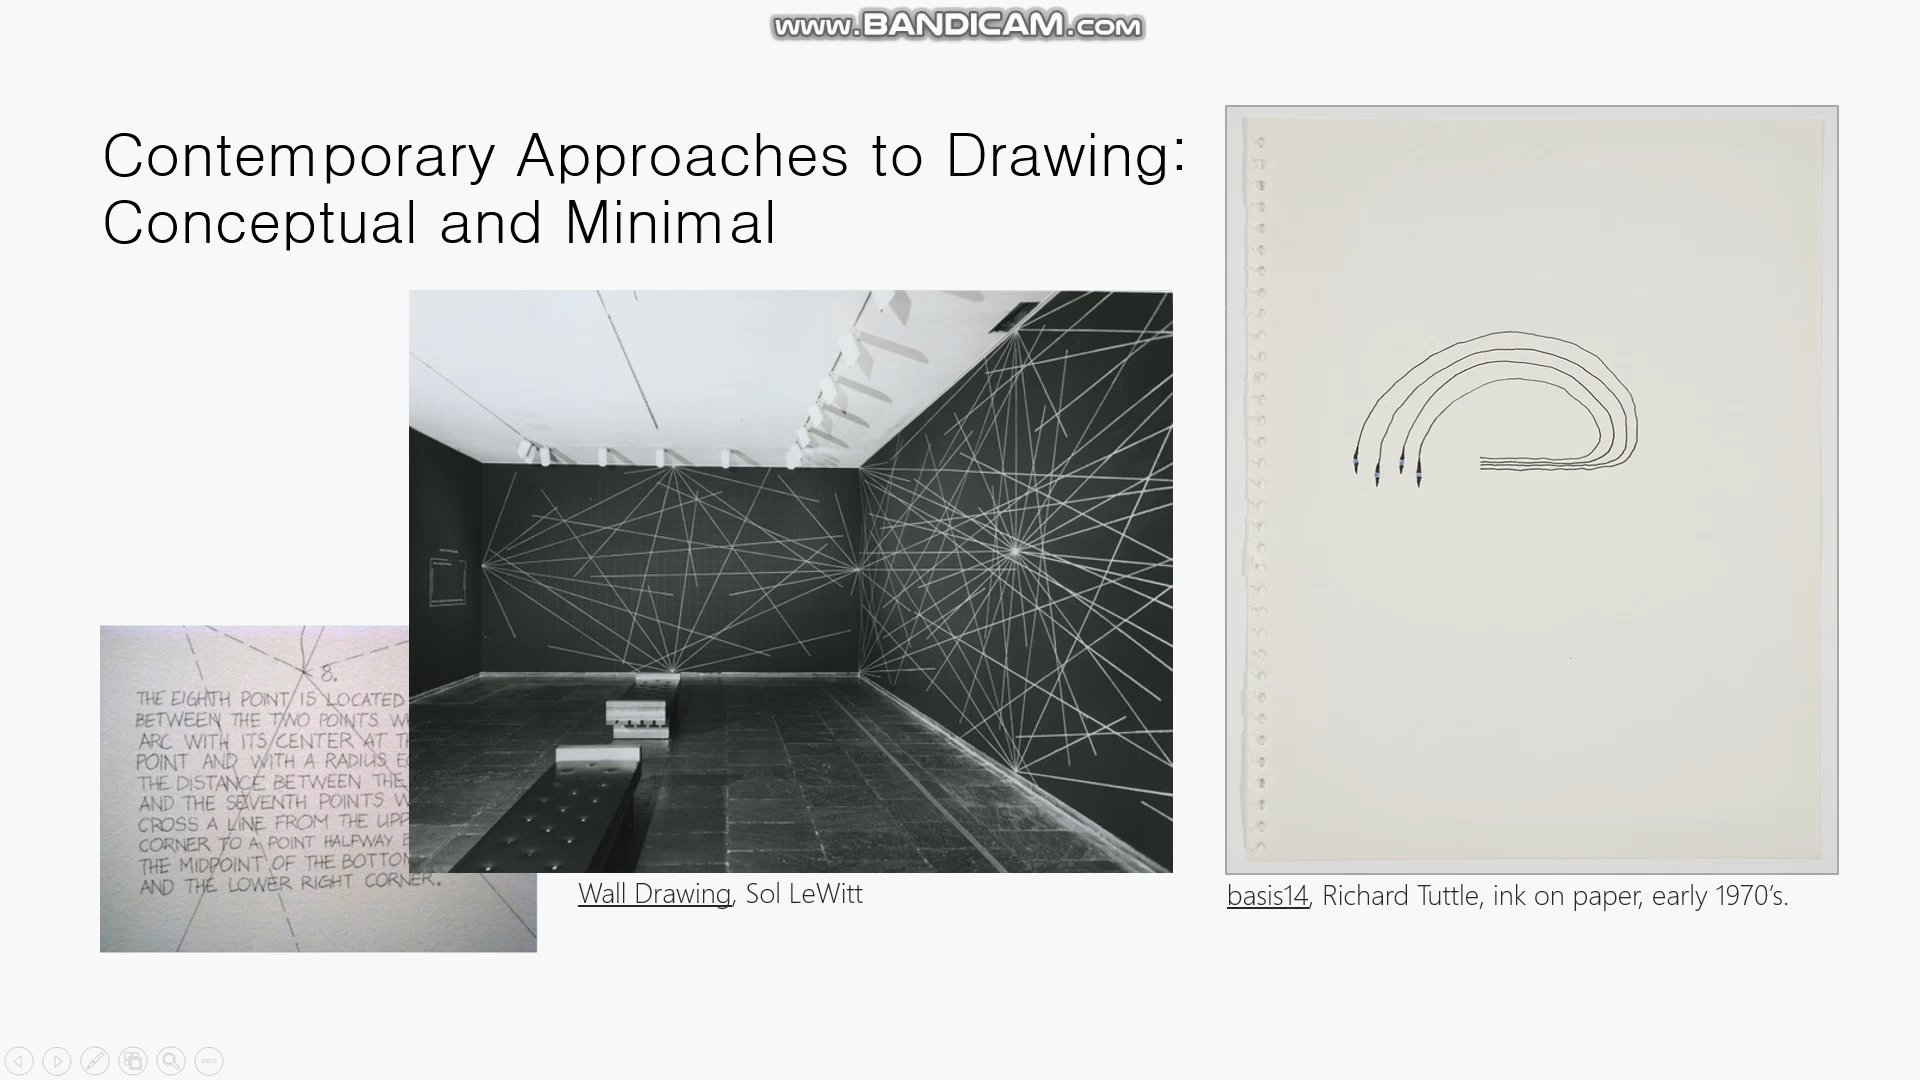 www.BANDICAM.com
Contemporary Approaches to Drawing:
Conceptual and Minimal
8.
THE EIGHTH POINT IS LOCATED
BETWEEN THE TWO POINTS
ARC WITH ITS CENTER AT
POINT AND WITH A RADIUS
THE DISTANCE BETWEEN THE
AND THE SEVENTH POINTS
CROSS A LINE FROM THE
CORNER TO A POINT HALFWAY
THE MIDPOINT OF THE BOTTOM
AND THE LOWER RIGHT CORNER.
Wall Drawing, Sol LeWitt
basis14, Richard Tuttle, ink on paper, early 1970’s.